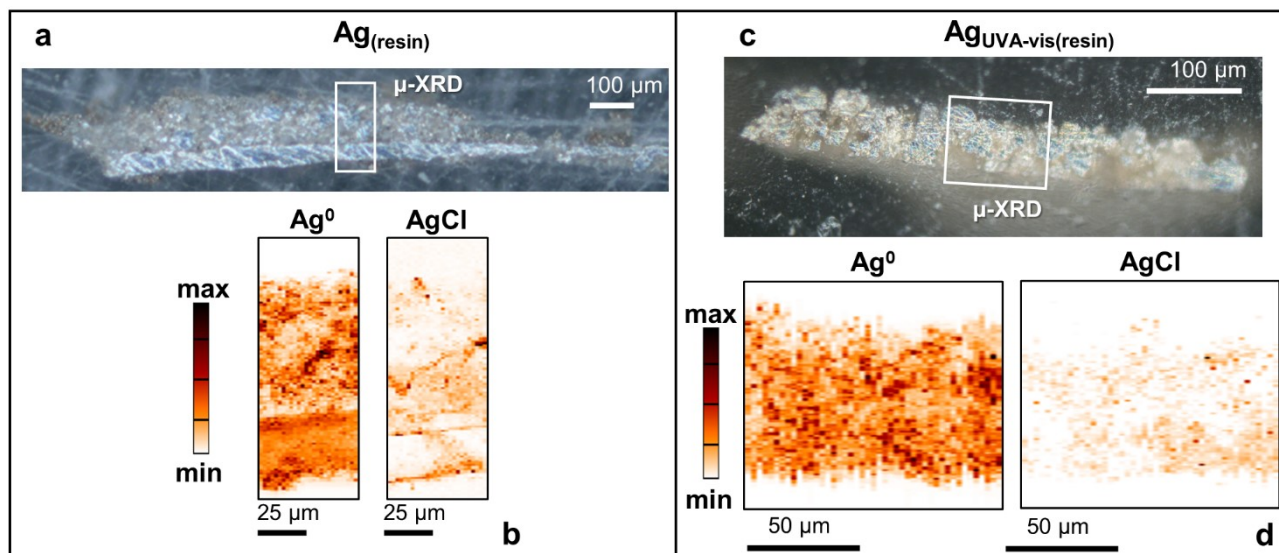 a
Ag(resin)
µ-XRD
100 µm
Ag⁰
AgCl
max
min
25 µm
25 µm
b
c
AgUVA-vis(resin)
100 µm
µ-XRD
Ag⁰
AgCl
max
min
50 µm
50 µm
d